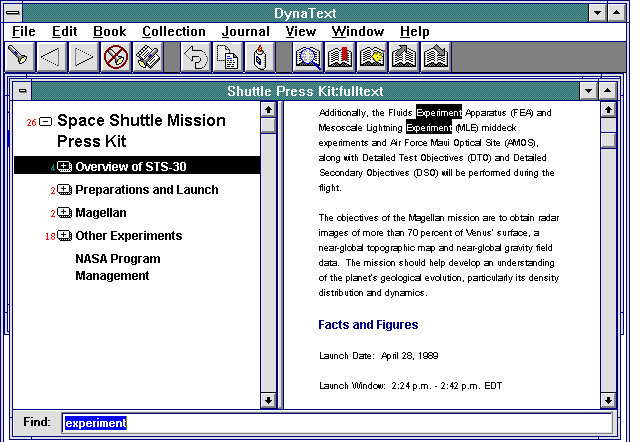 DynaText
File Edit Book Collection Journal View Window Help
Shuttle Press Kit:fulltext
26 Space Shuttle Mission
Press Kit
4 Overview of STS-30
2 Preparations and Launch
2 Magellan
18 Other Experiments
NASA Program
Management
Additionally, the Fluids Experiment Apparatus (FEA) and
Mesoscale Lightning Experiment (MLE) middeck
experiments and Air Force Maui Optical Site (AMOS),
along with Detailed Test Objectives (DTO) and Detailed
Secondary Objectives (DSO) will be performed during the
flight.
The objectives of the Magellan mission are to obtain radar
images of more than 70 percent of Venus' surface, a
near-global topographic map and near-global gravity field
data. The mission should help develop an understanding
of the planet's geological evolution, particularly its density
distribution and dynamics.
Facts and Figures
Launch Date: April 28, 1989
Launch Window: 2:24 p.m. - 2:42 p.m. EDT
Find: experiment